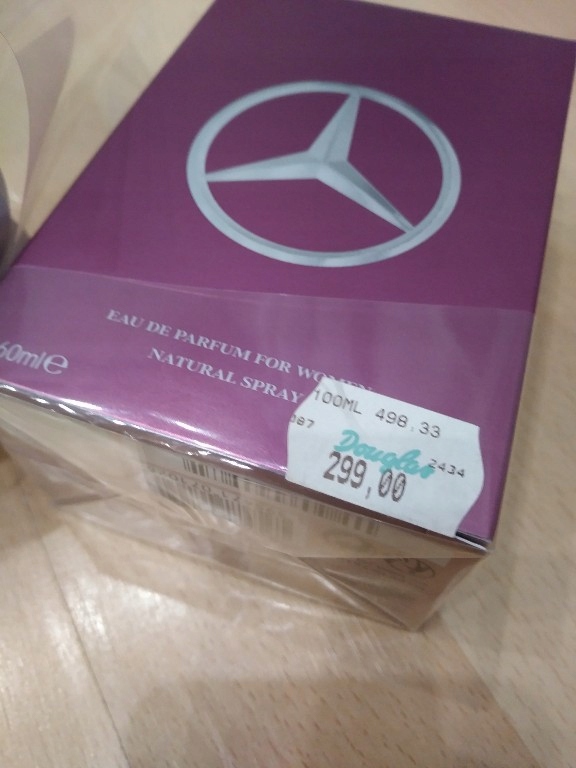 EAU DE PARFUM FOR WOMEN
NATURAL SPRAY
60ml℮
100ML 498,33
087
Douglas
2434
299,00